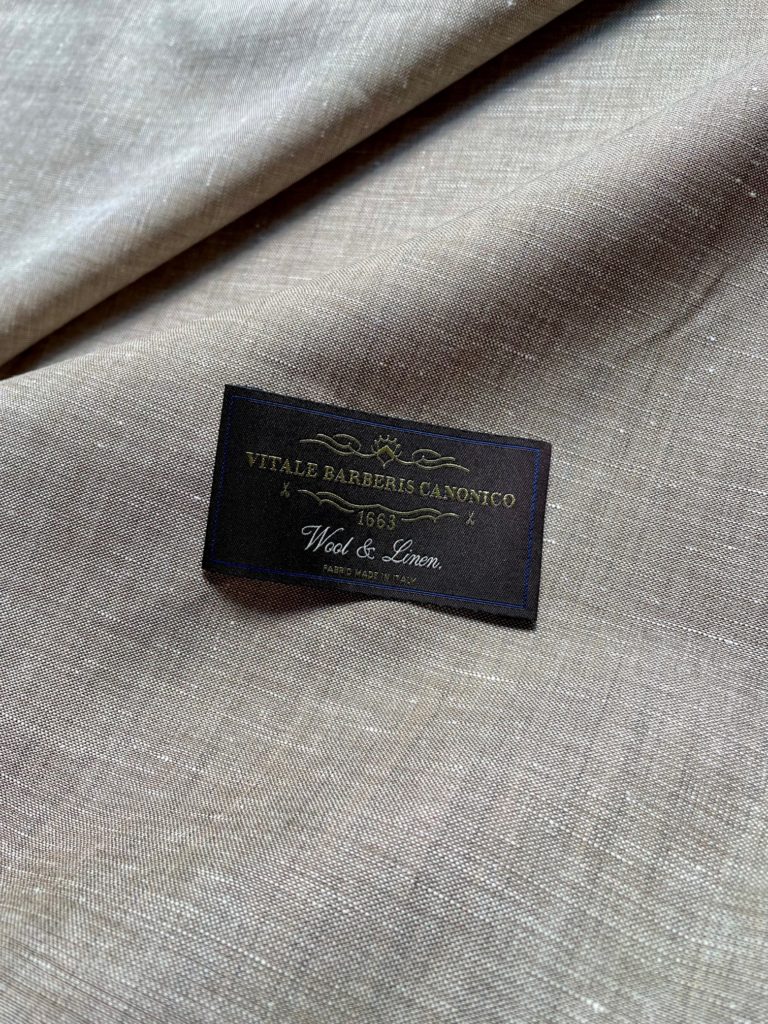 VITALE BARBERIS CANONICO
1663
Wool & Linen.
FABRIC MADE IN ITALY